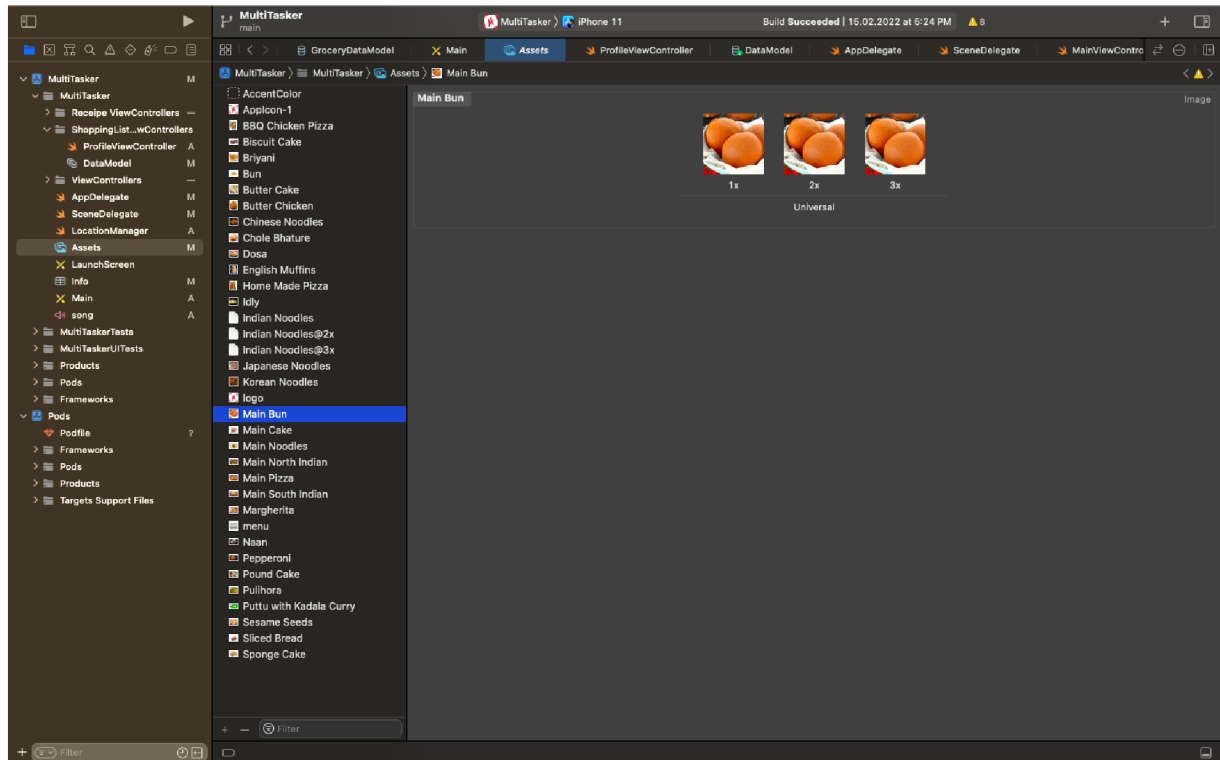 MultiTasker
main
MultiTasker 〉 iPhone 11
Build Succeeded | 15.02.2022 at 5:24 PM
8
GroceryDataModel
Main
Assets
ProfileViewController
DataModel
AppDelegate
SceneDelegate
MainViewContro
MultiTasker 〉 MultiTasker 〉 Assets 〉 Main Bun
MultiTasker M
MultiTasker
Receipe ViewControllers
ShoppingList...wControllers
ProfileViewController A
DataModel M
ViewControllers
AppDelegate M
SceneDelegate M
LocationManager A
Assets M
LaunchScreen
Info M
Main A
song A
MultiTaskerTests
MultiTaskerUITests
Products
Pods
Frameworks
Pods
Podfile ?
Frameworks
Pods
Products
Targets Support Files
Filter
AccentColor
AppIcon-1
BBQ Chicken Pizza
Biscuit Cake
Briyani
Bun
Butter Cake
Butter Chicken
Chinese Noodles
Chole Bhature
Dosa
English Muffins
Home Made Pizza
Idly
Indian Noodles
Indian Noodles@2x
Indian Noodles@3x
Japanese Noodles
Korean Noodles
logo
Main Bun
Main Cake
Main Noodles
Main North Indian
Main Pizza
Main South Indian
Margherita
menu
Naan
Pepperoni
Pound Cake
Pulihora
Puttu with Kadala Curry
Sesame Seeds
Sliced Bread
Sponge Cake
Filter
Main Bun
Image
1x 2x 3x
Universal